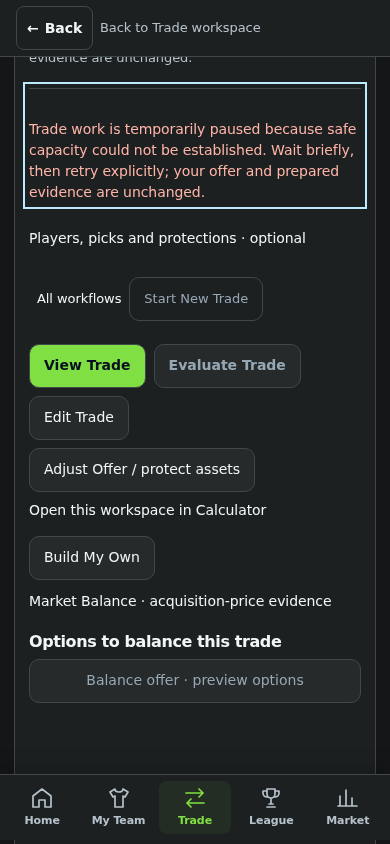 ← Back
Back to Trade workspace
evidence are unchanged.
Trade work is temporarily paused because safe
capacity could not be established. Wait briefly,
then retry explicitly; your offer and prepared
evidence are unchanged.
Players, picks and protections · optional
All workflows
Start New Trade
View Trade
Evaluate Trade
Edit Trade
Adjust Offer / protect assets
Open this workspace in Calculator
Build My Own
Market Balance · acquisition-price evidence
Options to balance this trade
Balance offer · preview options
Home
My Team
Trade
League
Market